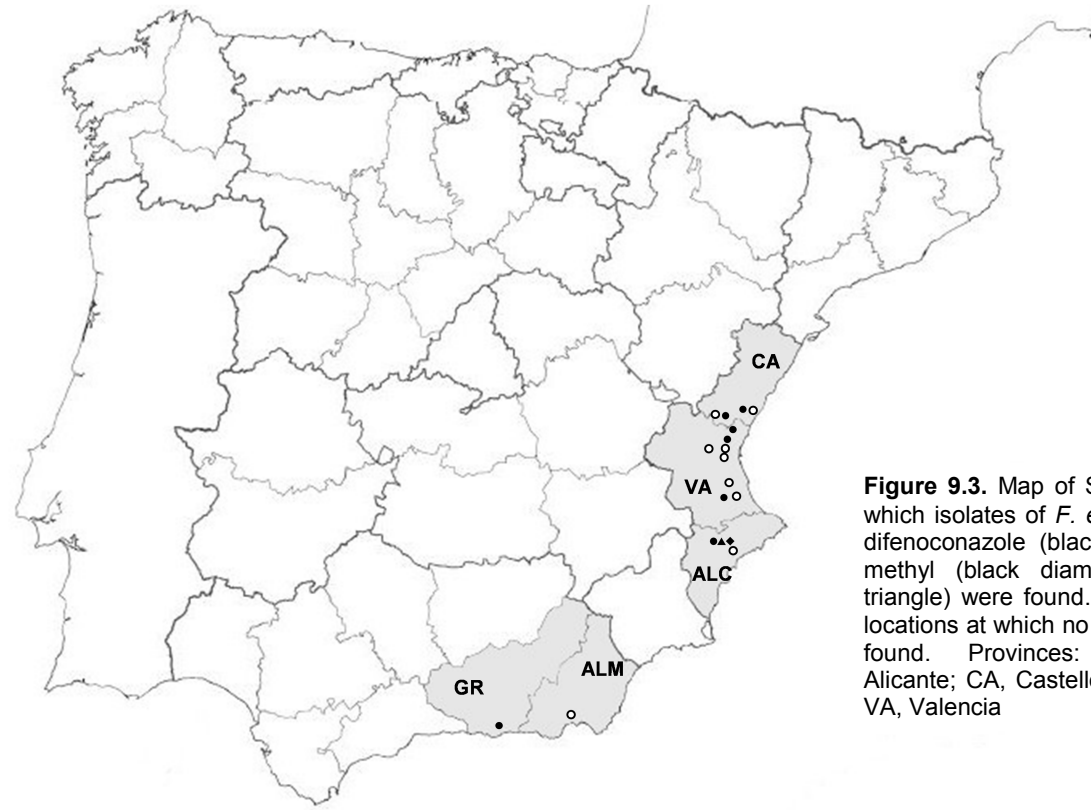 CA
VA
ALC
ALM
GR
Figure 9.3. Map of S
which isolates of F. e
difenoconazole (blac
methyl (black diam
triangle) were found.
locations at which no
found. Provinces:
Alicante; CA, Castell
VA, Valencia